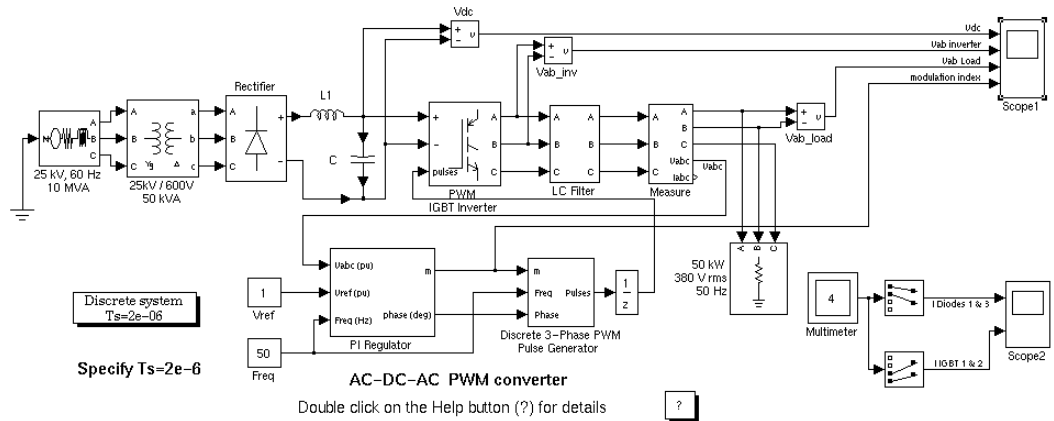 Vdc
+
-
v
Vdc
Vab inverter
Vab Load
modulation index
Scope1
+
-
v
Vab_inv
Rectifier
L1
N
A
B
C
25 kV, 60 Hz
10 MVA
A
B
C
a
b
c
Yg
Δ
25kV / 600V
50 kVA
A
B
C
+
-
C
+
-
pulses
A
B
C
PWM
IGBT Inverter
A
B
C
LC Filter
A
B
C
Vabc
Iabc
Measure
Vabc
+
-
v
Vab_load
Vabc (pu)
Vref (pu)
Freq (Hz)
m
phase (deg)
PI Regulator
1
Vref
50
Freq
m
Freq
Phase
Pulses
Discrete 3-Phase PWM
Pulse Generator
1
z
A
B
C
50 kW
380 V rms
50 Hz
4
Multimeter
I Diodes 1 & 3
I IGBT 1 & 2
Scope2
Discrete system
Ts=2e-06
Specify Ts=2e-6
AC-DC-AC PWM converter
Double click on the Help button (?) for details
?